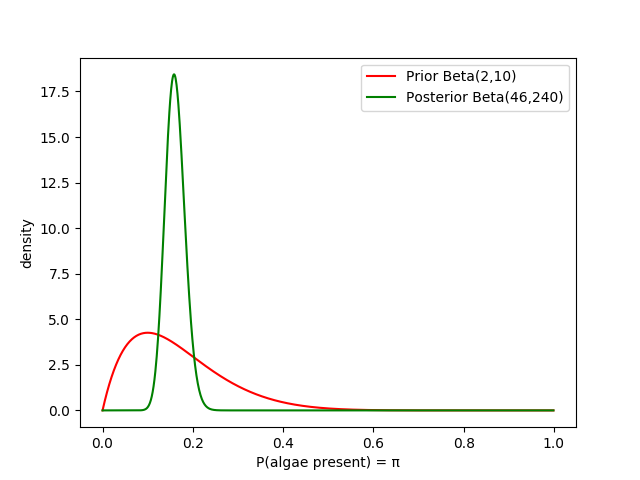 Prior Beta(2,10)
Posterior Beta(46,240)
17.5
15.0
12.5
10.0
7.5
5.0
2.5
0.0
density
0.0 0.2 0.4 0.6 0.8 1.0
P(algae present) = π